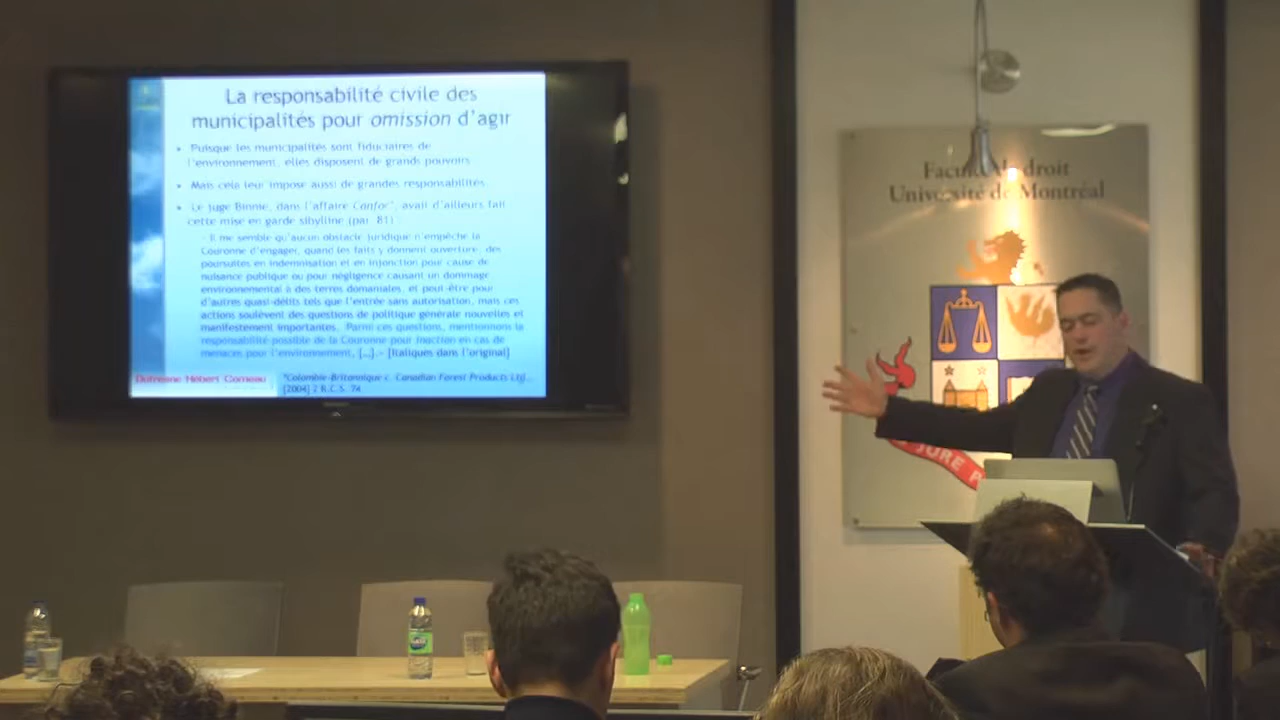 La responsabilité civile des
municipalités pour omission d'agir
Puisque les municipalités sont fiduciaires de
l'environnement, elles disposent de grands pouvoirs
Mais cela leur impose aussi de grandes responsabilités
Le juge Binnie, dans l'affaire Canfor*, avait d'ailleurs fait
cette mise en garde sibylline (par. 81) :
« Il me semble qu'aucun obstacle juridique n'empêche la
Couronne d'engager, quand les faits y donnent ouverture, des
poursuites en indemnisation et en injonction pour cause de
nuisance publique ou pour négligence causant un dommage
environnemental à des terres domaniales, et peut-être pour
d'autres quasi-délits tels que l'entrée sans autorisation, mais ces
actions soulèvent des questions de politique générale nouvelles et
manifestement importantes. Parmi ces questions, mentionnons la
responsabilité possible de la Couronne pour inaction en cas de
menaces pour l'environnement, [...] » [Italiques dans l'original]
Dufresne Hébert Comeau
*Colombie-Britannique c. Canadian Forest Products Ltd.,
[2004] 2 R.C.S. 74
Faculté de droit
Université de Montréal
JURE